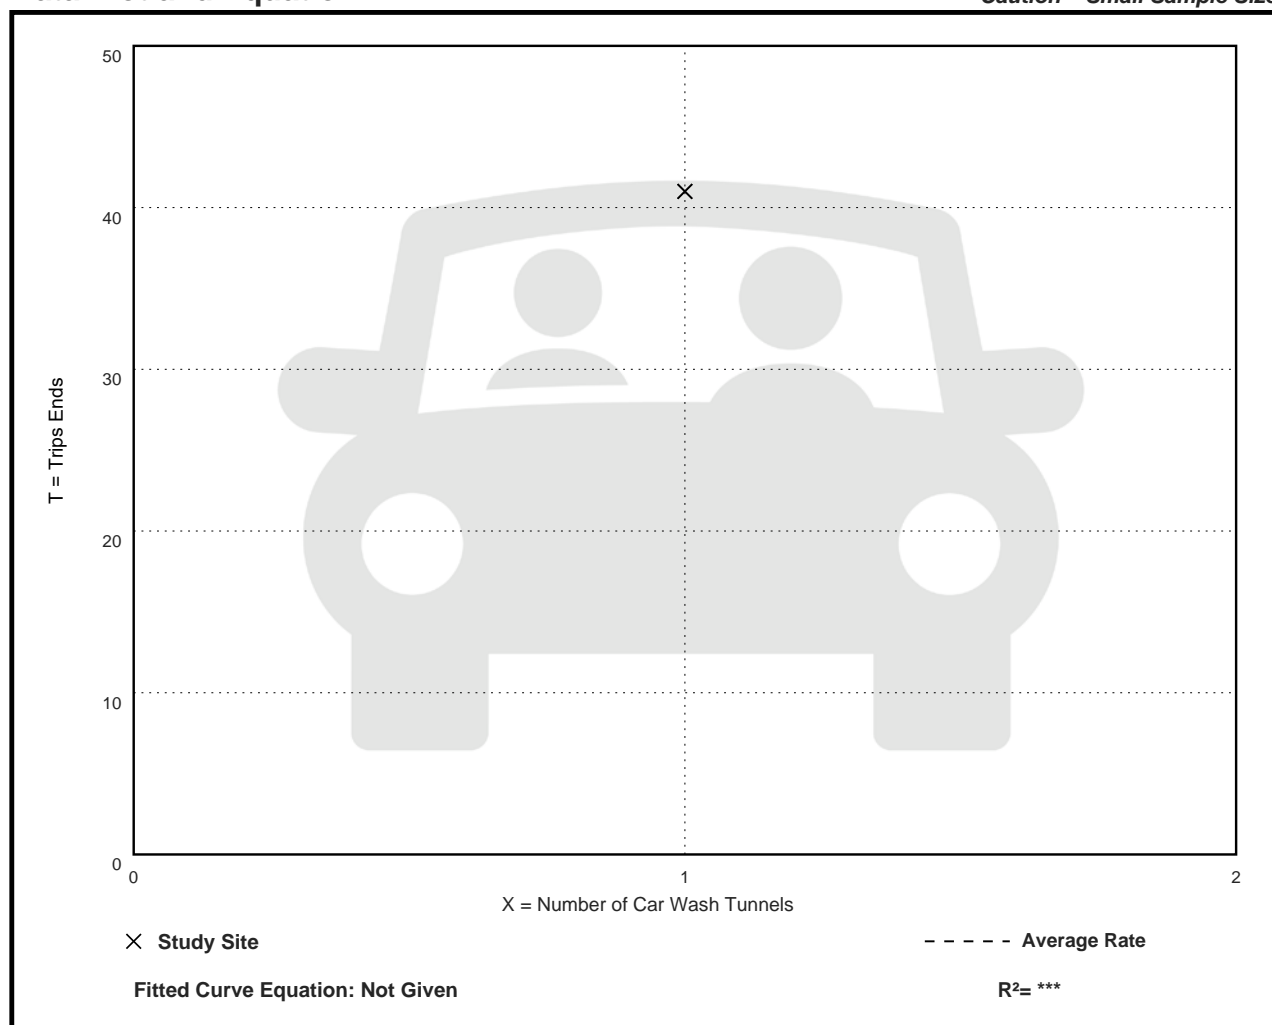 Caution – Small Sample Size
50
40
30
20
10
0
T = Trips Ends
0 1 2
X = Number of Car Wash Tunnels
Study Site
Average Rate
Fitted Curve Equation: Not Given
R²= ***